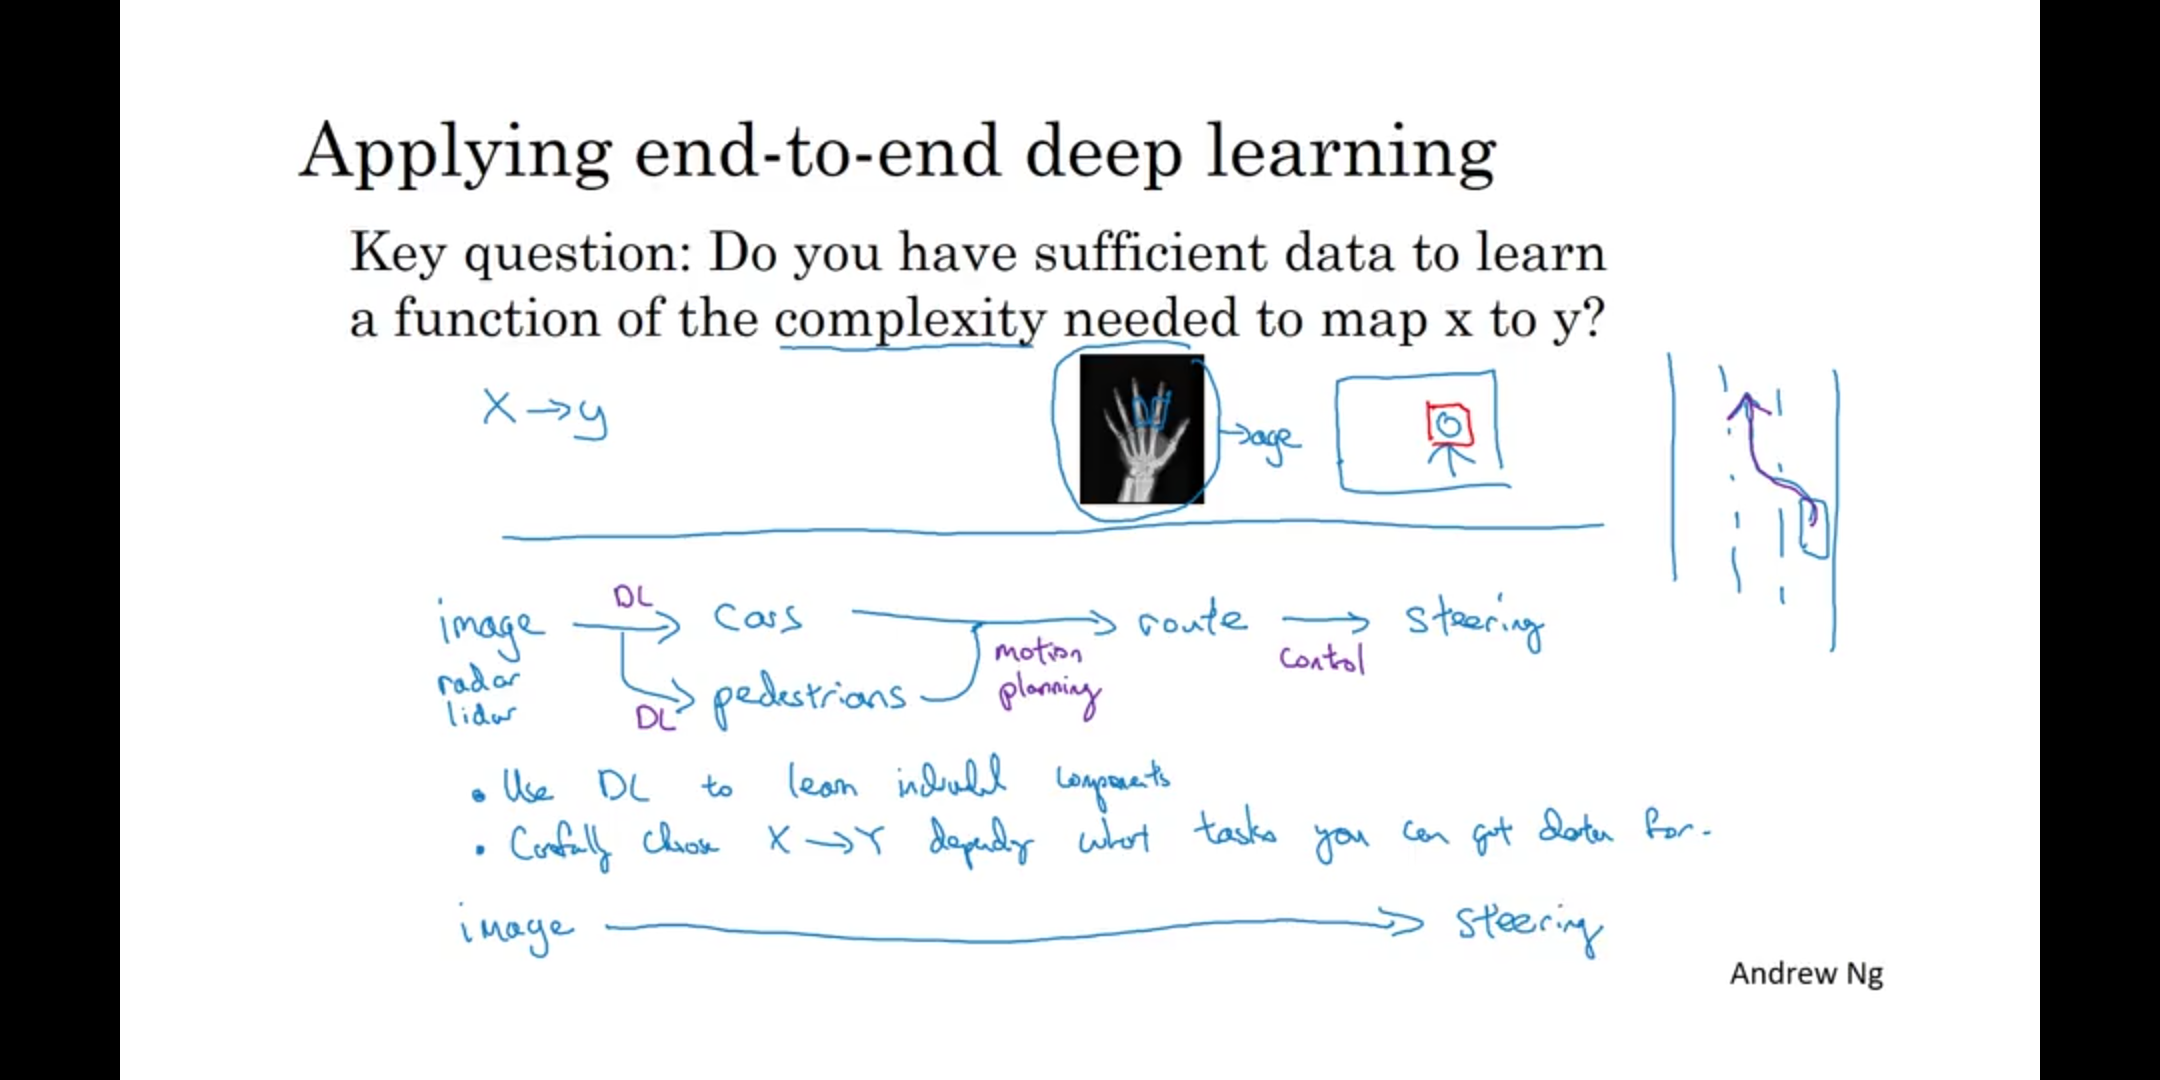 Applying end-to-end deep learning
Key question: Do you have sufficient data to learn
a function of the complexity needed to map x to y?
X → y
→ age
image
DL
cars
route
steering
radar
lidar
DL
pedestrians
motion
planning
control
• Use DL to learn individual components
• Carefully choose X → Y depending what tasks you can get data for.
image → steering
Andrew Ng